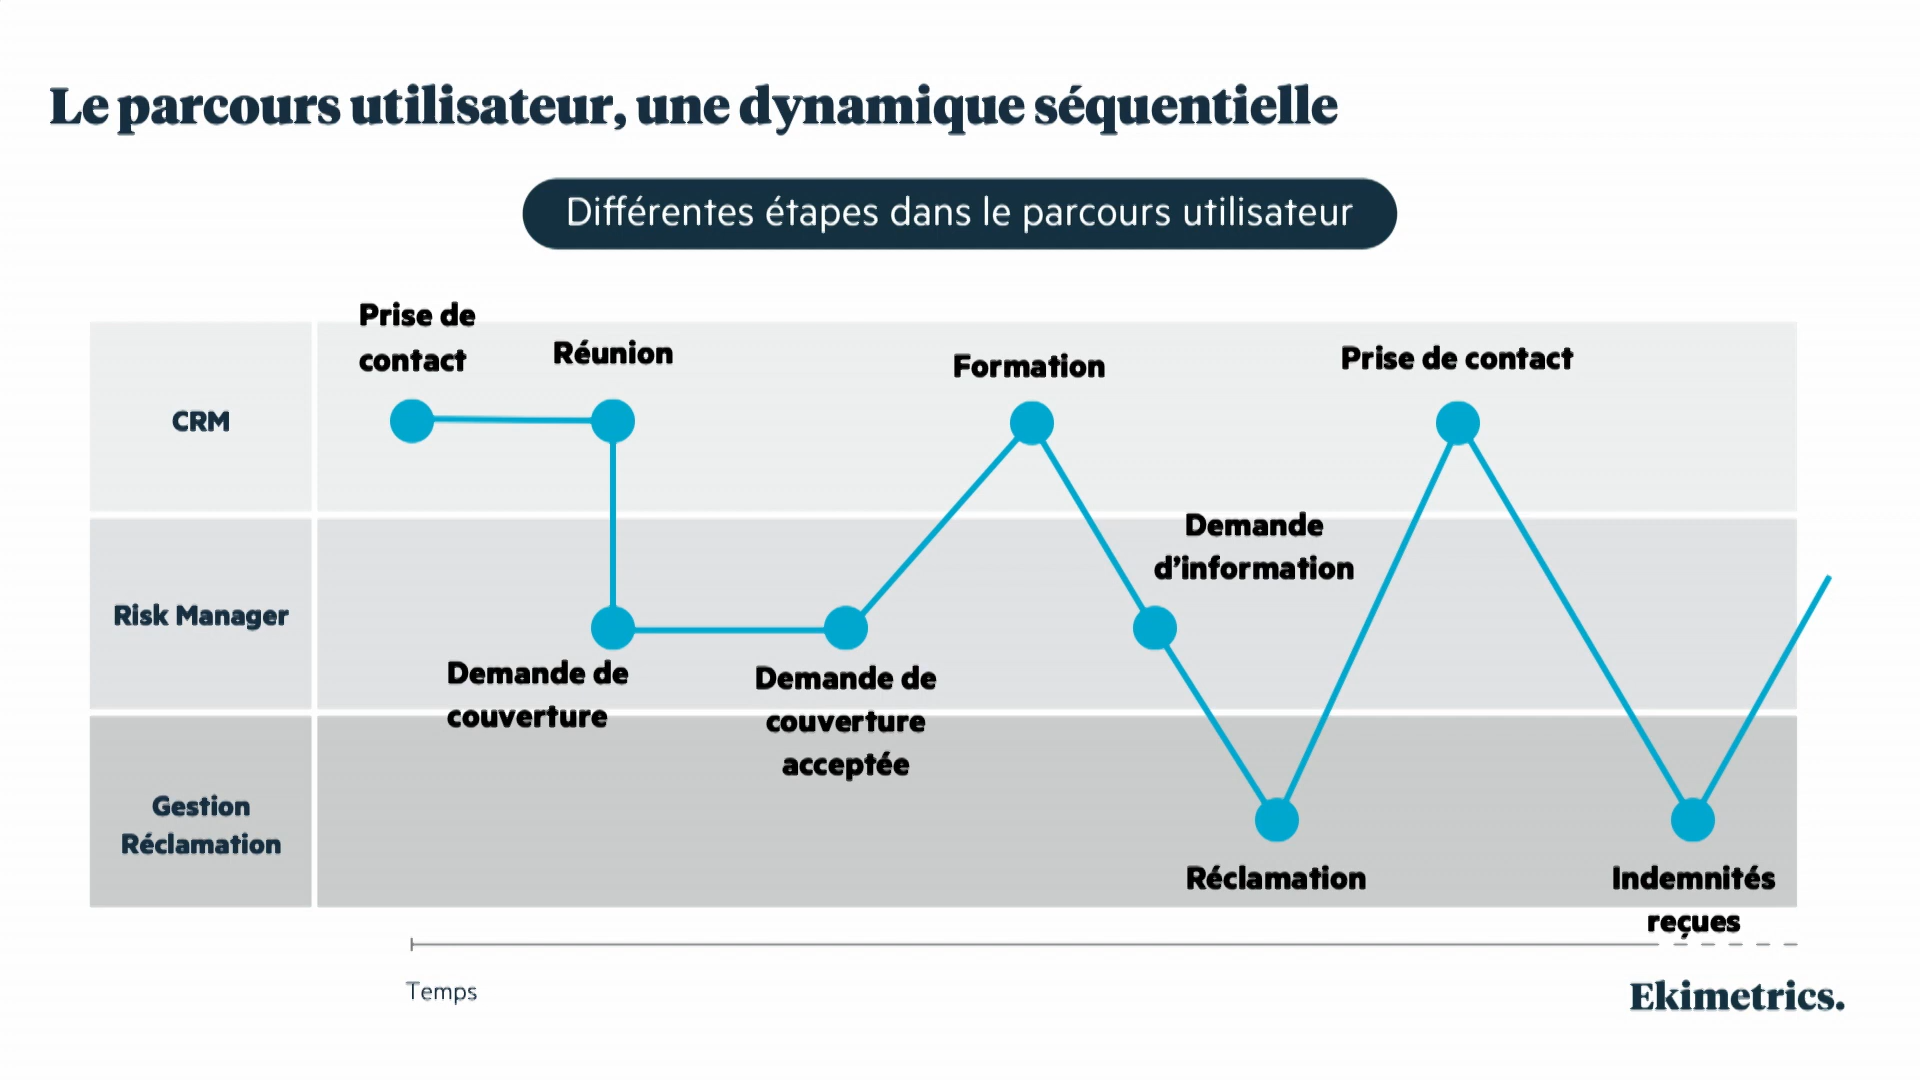 Le parcours utilisateur, une dynamique séquentielle
Différentes étapes dans le parcours utilisateur
Prise de
contact
Réunion
Formation
Prise de contact
CRM
Demande
d’information
Risk Manager
Demande de
couverture
Demande de
couverture
acceptée
Gestion
Réclamation
Réclamation
Indemnités
reçues
Temps
Ekimetrics.